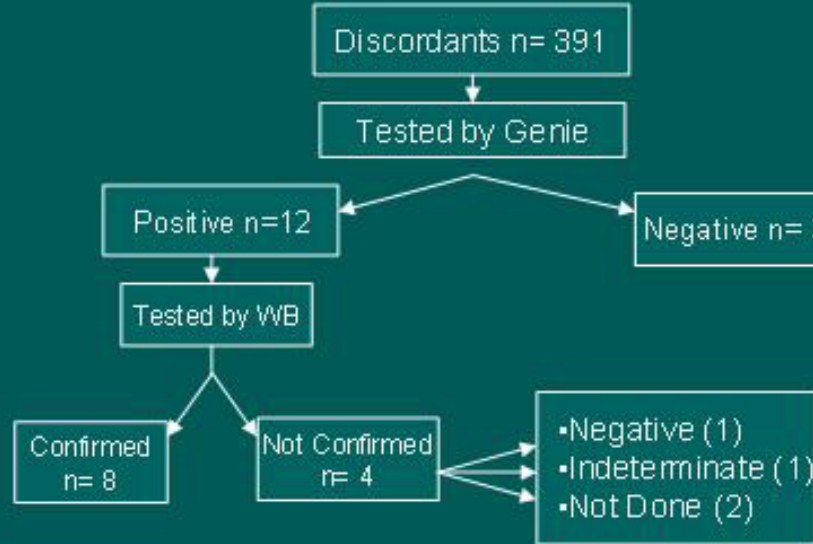 Discordants n= 391
Tested by Genie
Positive n=12
Negative n=
Tested by WB
Confirmed
n= 8
Not Confirmed
n= 4
▪Negative (1)
▪Indeterminate (1)
▪Not Done (2)